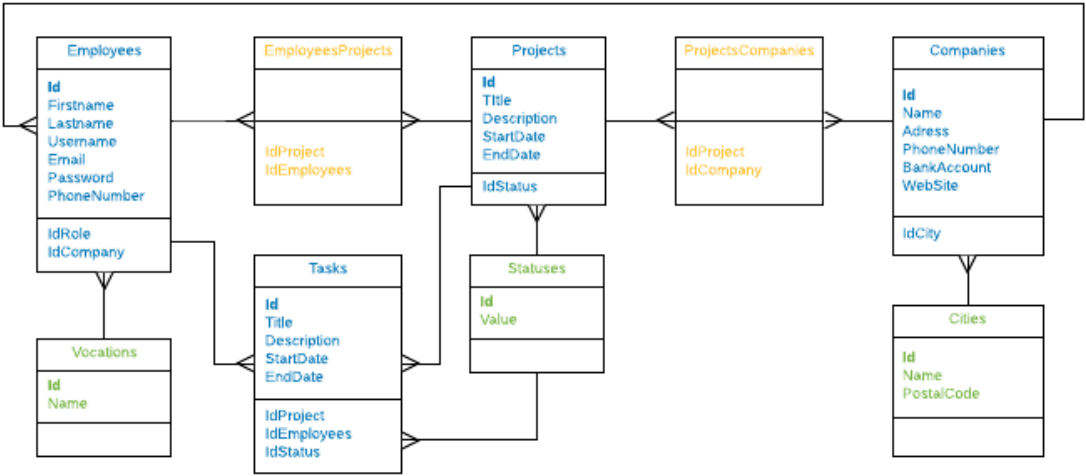 Employees
Id
Firstname
Lastname
Username
Email
Password
PhoneNumber
IdRole
IdCompany
EmployeesProjects
IdProject
IdEmployees
Projects
Id
TItle
Description
StartDate
EndDate
IdStatus
ProjectsCompanies
IdProject
IdCompany
Companies
Id
Name
Adress
PhoneNumber
BankAccount
WebSite
IdCity
Vocations
Id
Name
Tasks
Id
Title
Description
StartDate
EndDate
IdProject
IdEmployees
IdStatus
Statuses
Id
Value
Cities
Id
Name
PostalCode